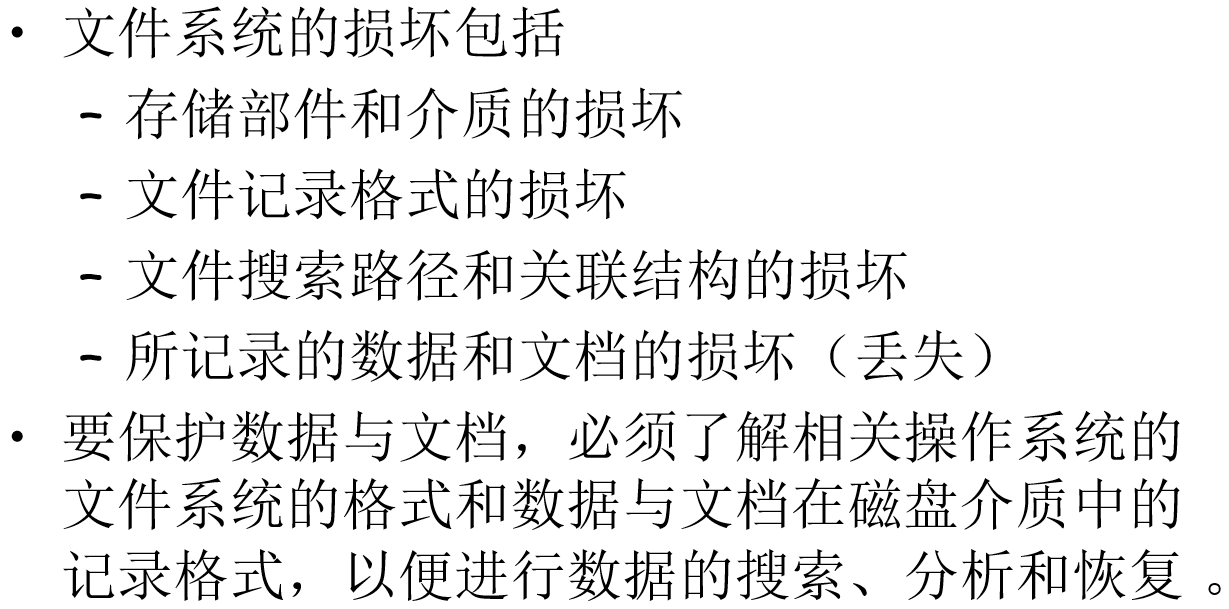 • 文件系统的损坏包括
– 存储部件和介质的损坏
– 文件记录格式的损坏
– 文件搜索路径和关联结构的损坏
– 所记录的数据和文档的损坏（丢失）
• 要保护数据与文档，必须了解相关操作系统的
文件系统的格式和数据与文档在磁盘介质中的
记录格式，以便进行数据的搜索、分析和恢复 。